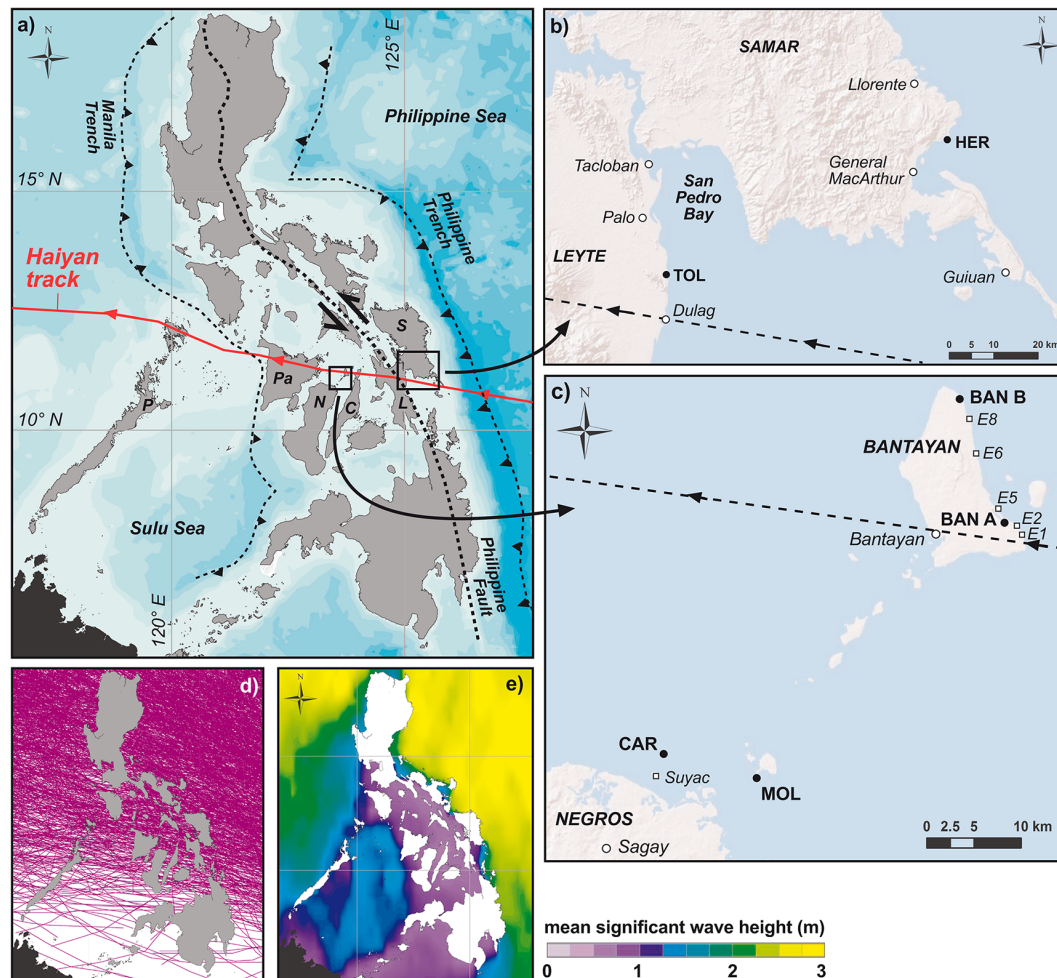 a)
N
125° E
Manila
Trench
Philippine Sea
15° N
Philippine
Trench
Haiyan
track
S
Pa
P
N
C
L
10° N
Sulu Sea
Philippine
Fault
120° E
b)
N
SAMAR
Llorente
HER
General
MacArthur
Tacloban
San
Pedro
Bay
Palo
LEYTE
TOL
Guiuan
Dulag
0 10 20 km
c)
N
BAN B
E8
BANTAYAN
E6
E5
BAN A
E2
E1
Bantayan
CAR
Suyac
MOL
NEGROS
Sagay
0 2.5 5 10 km
d)
e)
N
mean significant wave height (m)
0 1 2 3